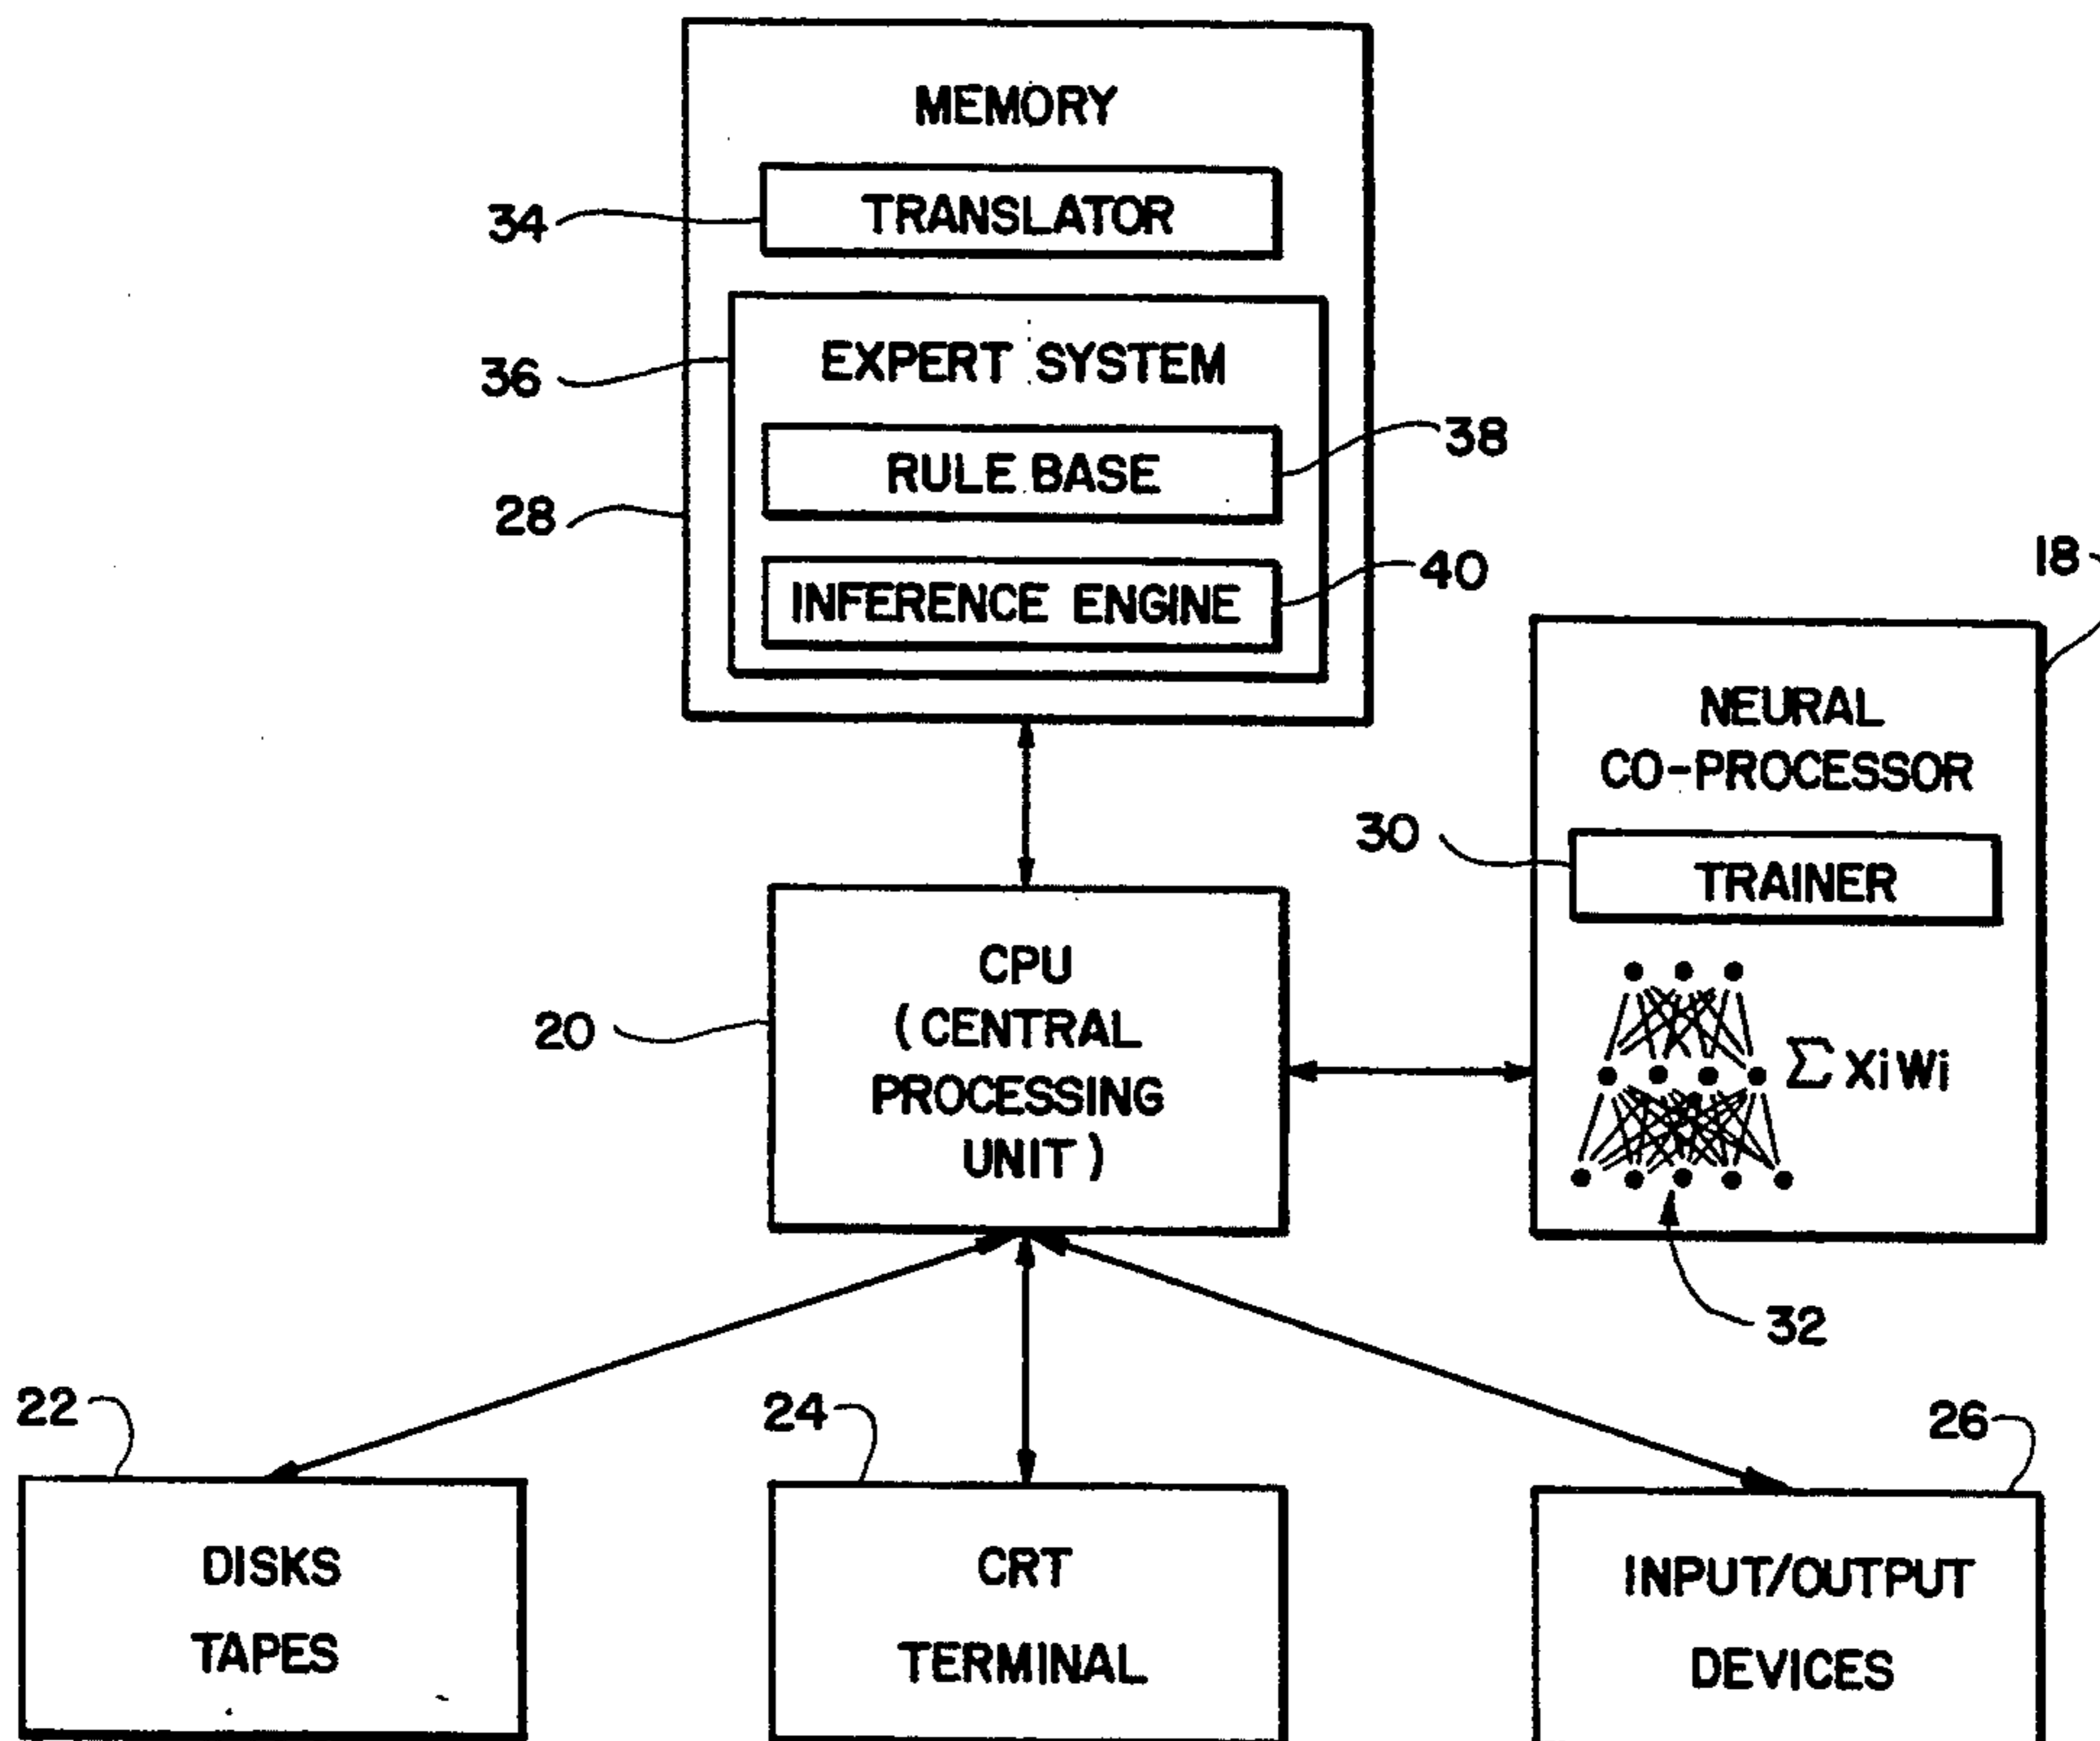 MEMORY
34
TRANSLATOR
36
EXPERT SYSTEM
38
RULE BASE
28
40
INFERENCE ENGINE
18
NEURAL
CO-PROCESSOR
30
TRAINER
CPU
(CENTRAL
PROCESSING
UNIT)
20
Σ XiWi
32
22
DISKS
TAPES
24
CRT
TERMINAL
26
INPUT/OUTPUT
DEVICES